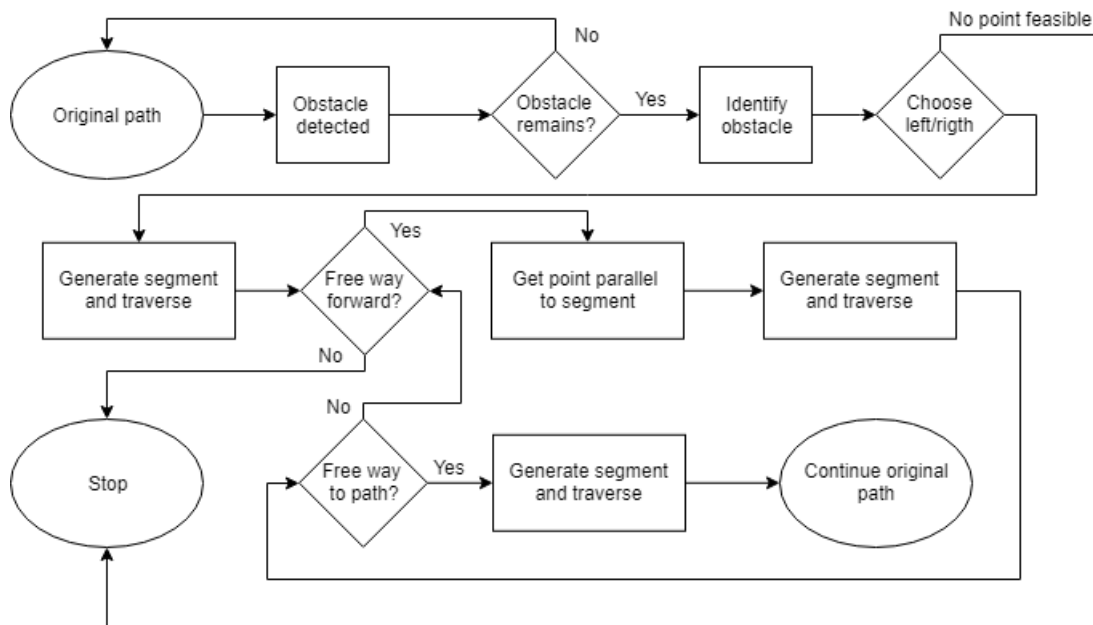 No point feasible
No
Original path
Obstacle
detected
Obstacle
remains?
Yes
Identify
obstacle
Choose
left/rigth
Yes
Generate segment
and traverse
Free way
forward?
Get point parallel
to segment
Generate segment
and traverse
No
No
Stop
Free way
to path?
Yes
Generate segment
and traverse
Continue original
path